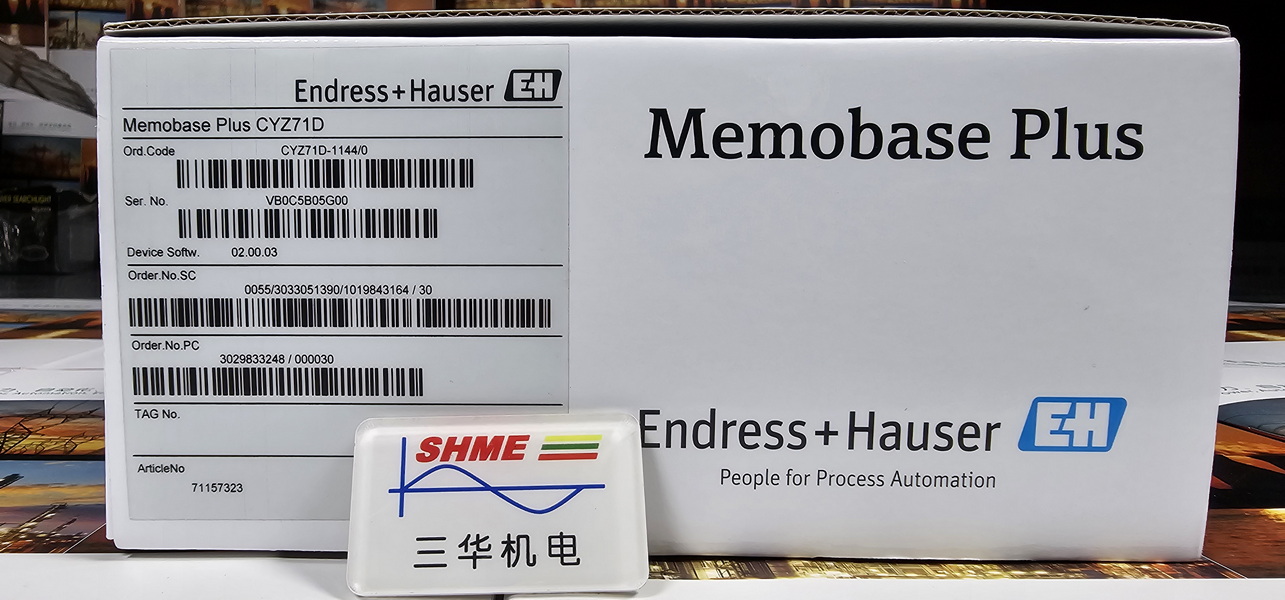 Endress+Hauser EH
Memobase Plus CYZ71D
Ord.Code CYZ71D-1144/0
Ser. No. VB0C5B05G00
Device Softw. 02.00.03
Order.No.SC
0055/3033051390/1019843164 / 30
Order.No.PC
3029833248 / 000030
TAG No.
ArticleNo
71157323
Memobase Plus
Endress+Hauser EH
People for Process Automation
SHME
三华机电